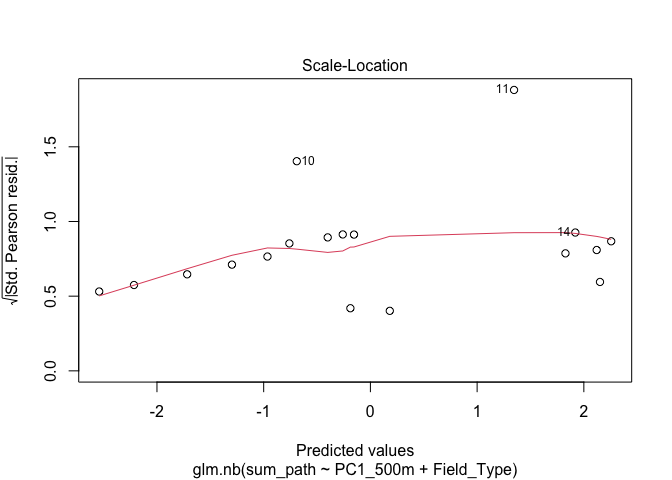 Scale-Location
√|Std. Pearson resid.|
1.5
1.0
0.5
0.0
11
10
14
-2 -1 0 1 2
Predicted values
glm.nb(sum_path ~ PC1_500m + Field_Type)